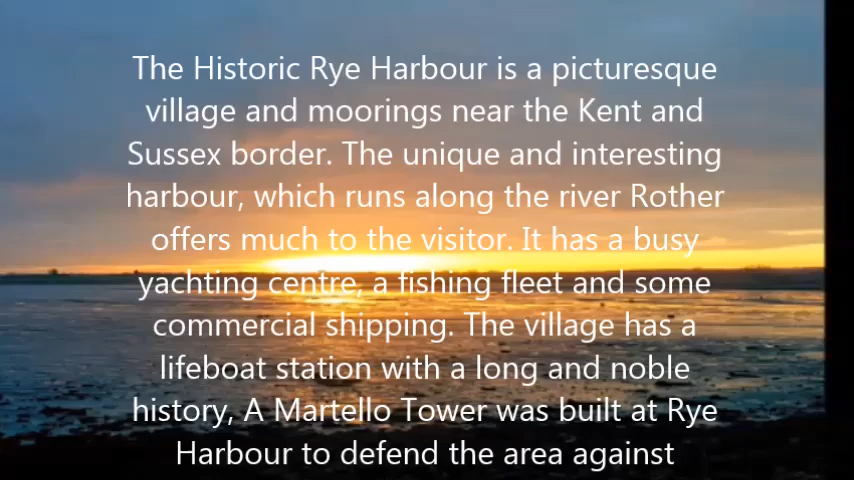 The Historic Rye Harbour is a picturesque
village and moorings near the Kent and
Sussex border. The unique and interesting
harbour, which runs along the river Rother
offers much to the visitor. It has a busy
yachting centre, a fishing fleet and some
commercial shipping. The village has a
lifeboat station with a long and noble
history, A Martello Tower was built at Rye
Harbour to defend the area against